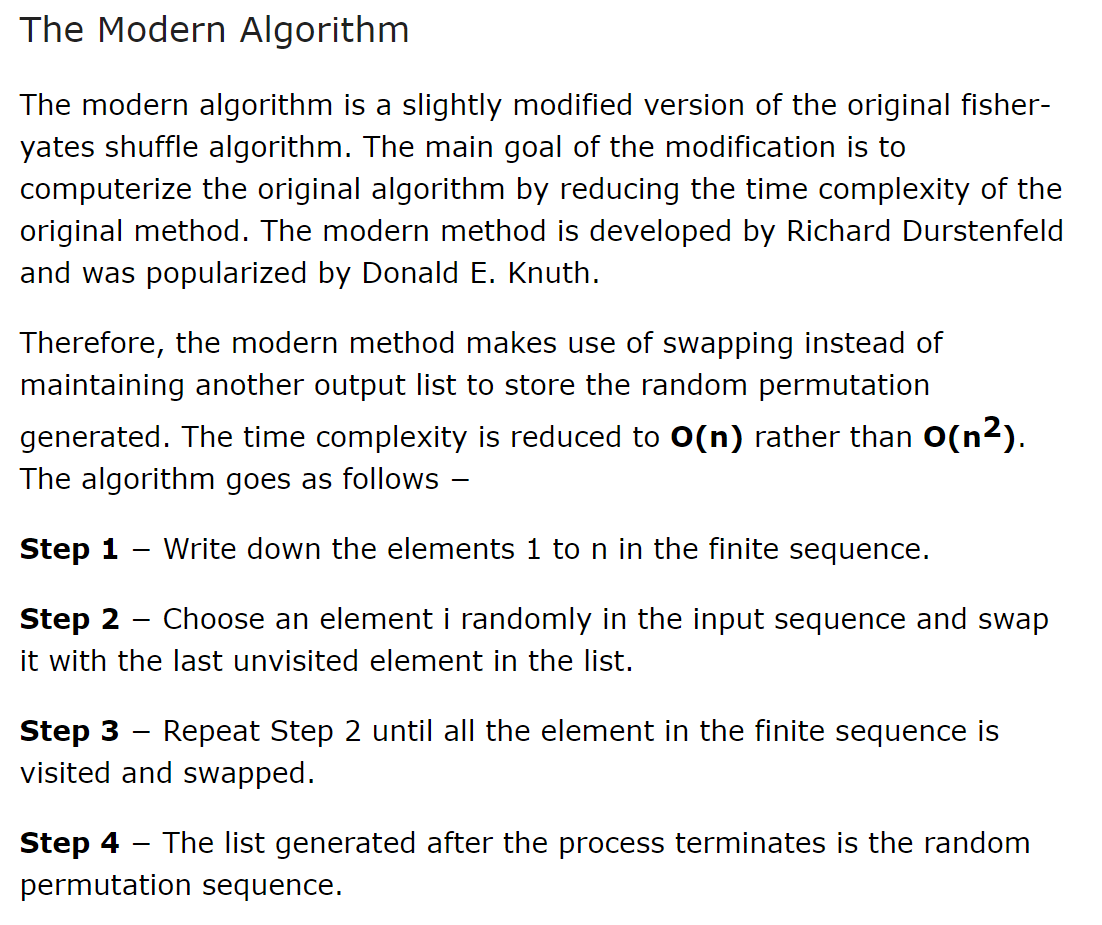 The Modern Algorithm
The modern algorithm is a slightly modified version of the original fisher-
yates shuffle algorithm. The main goal of the modification is to
computerize the original algorithm by reducing the time complexity of the
original method. The modern method is developed by Richard Durstenfeld
and was popularized by Donald E. Knuth.
Therefore, the modern method makes use of swapping instead of
maintaining another output list to store the random permutation
generated. The time complexity is reduced to O(n) rather than O(n²).
The algorithm goes as follows −
Step 1 − Write down the elements 1 to n in the finite sequence.
Step 2 − Choose an element i randomly in the input sequence and swap
it with the last unvisited element in the list.
Step 3 − Repeat Step 2 until all the element in the finite sequence is
visited and swapped.
Step 4 − The list generated after the process terminates is the random
permutation sequence.